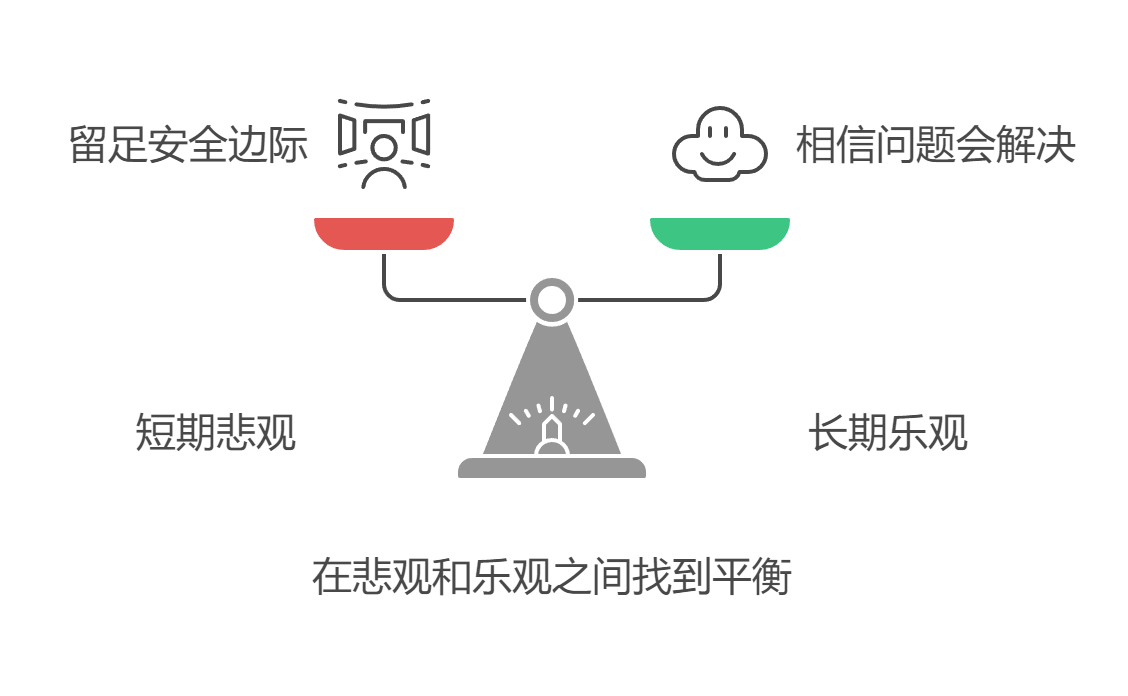 留足安全边际
相信问题会解决
短期悲观
长期乐观
在悲观和乐观之间找到平衡